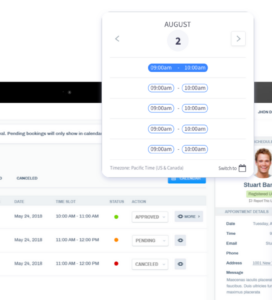 AUGUST
2
09:00am - 10:00am
09:00am - 10:00am
09:00am - 10:00am
09:00am - 10:00am
09:00am - 10:00am
Timezone: Pacific Time (US & Canada)
Switch to
Pending bookings will only show in calendar
CANCELED
DATE TIME SLOT STATUS ACTION
May 24, 2018 10:00 AM - 11:00 AM APPROVED MORE
May 24, 2018 11:00 AM - 12:00 PM PENDING
May 24, 2018 11:00 AM - 12:00 PM CANCELED
SCHEDULE
Stuart Ba
APPOINTMENT DETAILS
Date Tuesday,
Time
Email
Phone
Address
Message